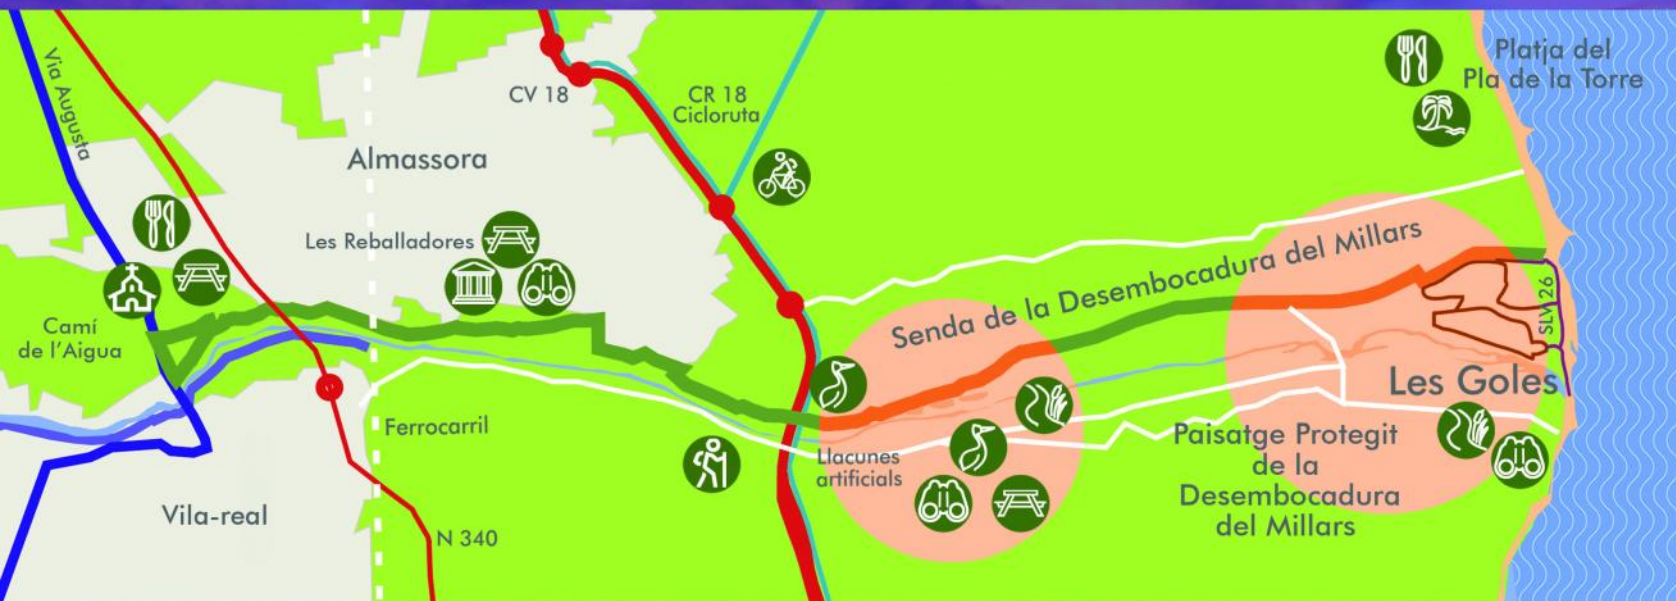 Via Augusta
CV 18
CR 18
Cicloruta
Platja del
Pla de la Torre
Almassora
Les Reballadores
Camí
de l'Aigua
Senda de la Desembocadura del Millars
SLV 26
Les Goles
Ferrocarril
Llacunes
artificials
Paisatge Protegit
de la
Desembocadura
del Millars
Vila-real
N 340